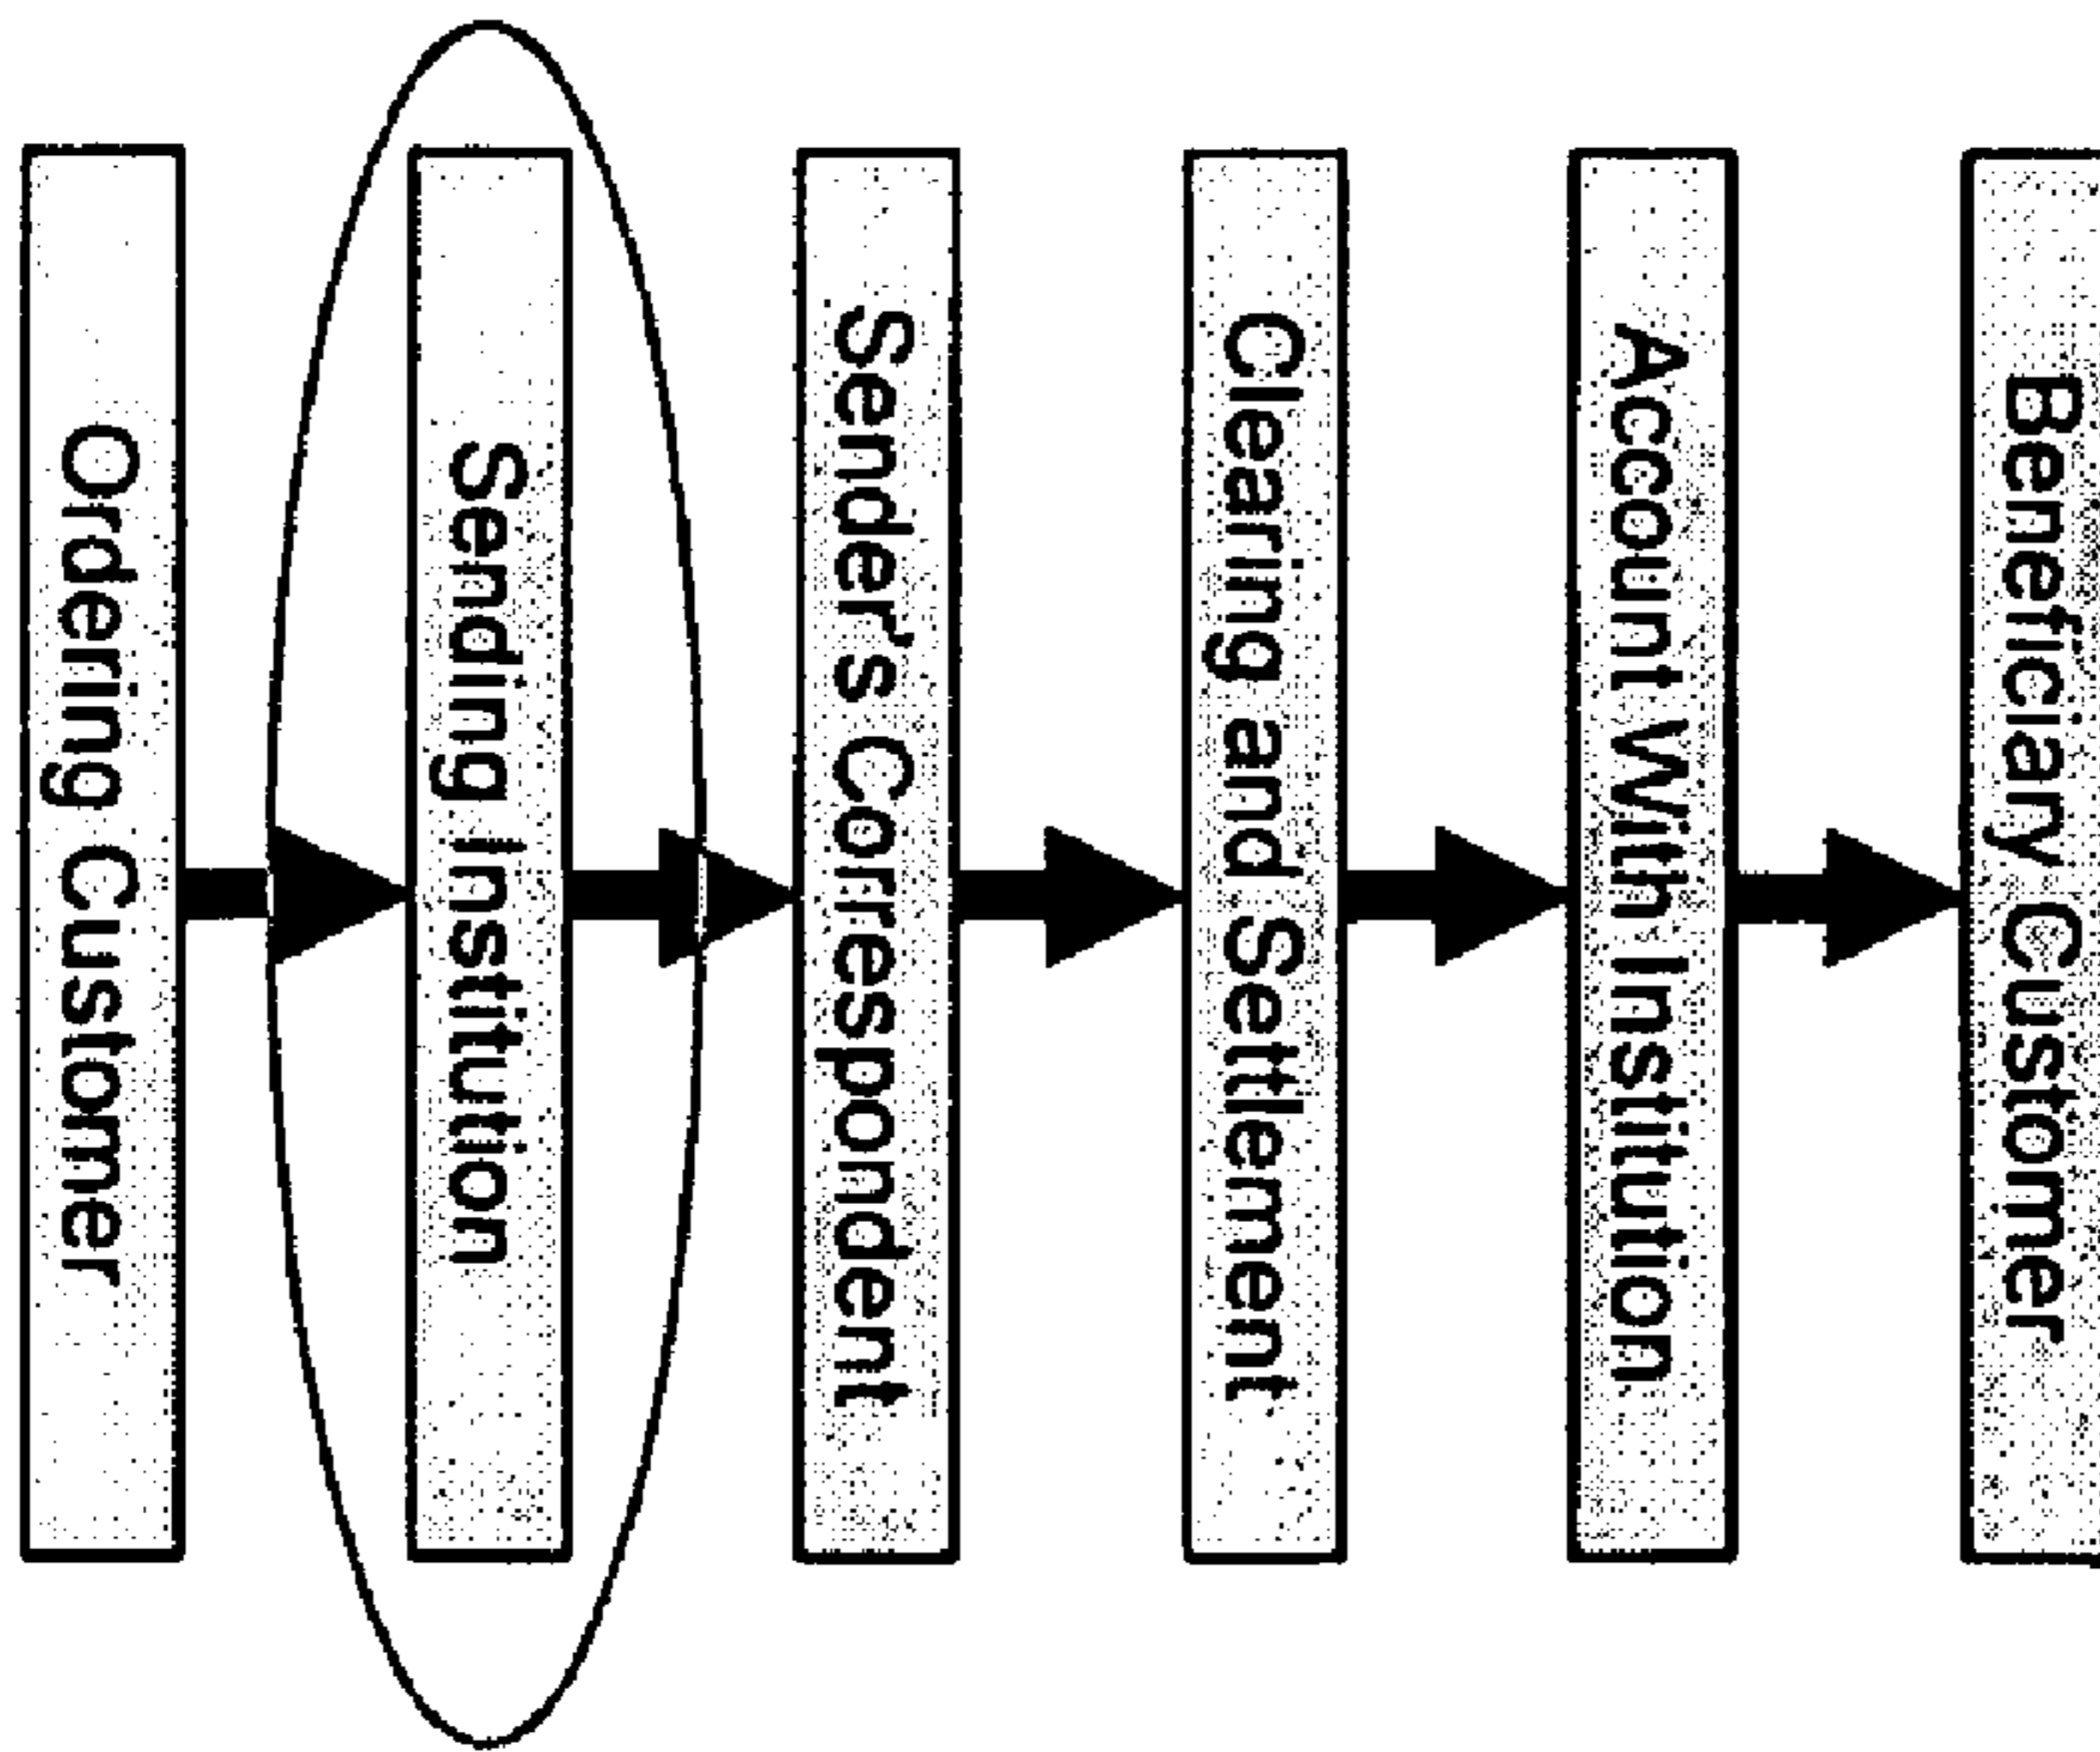 Ordering Customer
Sending Institution
Sender's Correspondent
Clearing and Settlement
Account With Institution
Beneficiary Customer